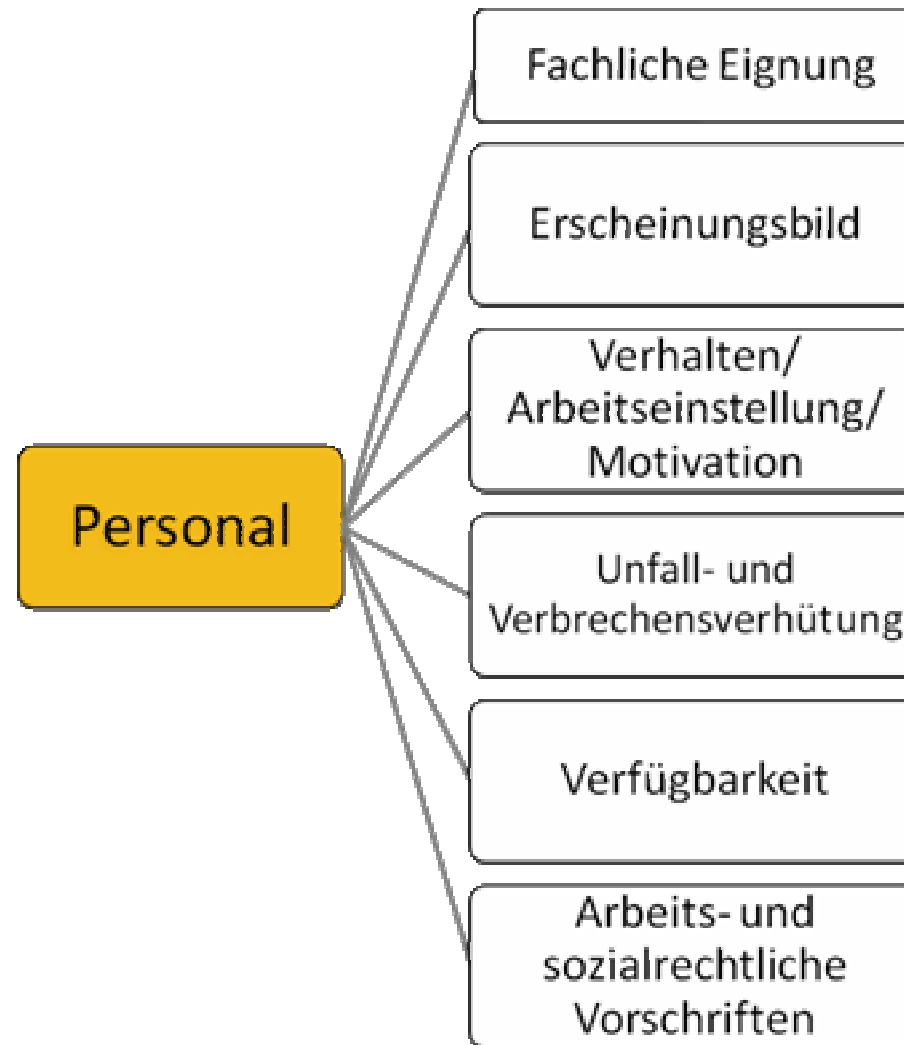 Fachliche Eignung
Erscheinungsbild
Verhalten/
Arbeitseinstellung/
Motivation
Personal
Unfall- und
Verbrechensverhütung
Verfügbarkeit
Arbeits- und
sozialrechtliche
Vorschriften